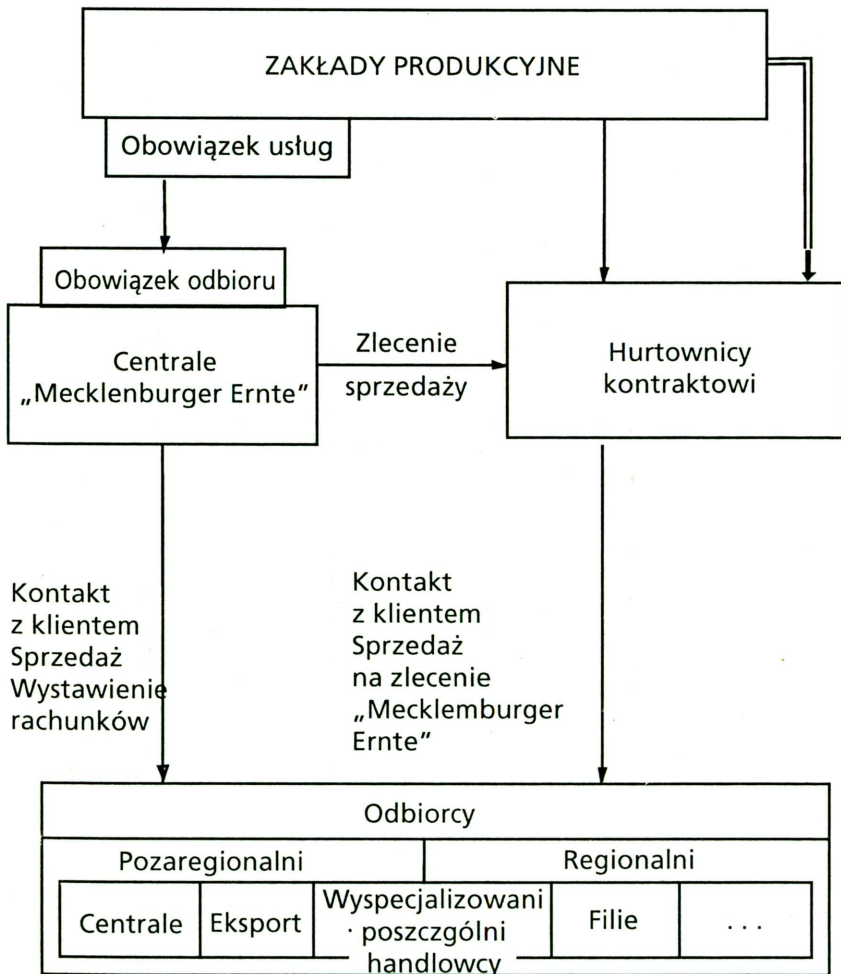 ZAKŁADY PRODUKCYJNE
Obowiązek usług
Obowiązek odbioru
Centrale
„Mecklenburger Ernte”
Zlecenie
sprzedaży
Hurtownicy
kontraktowi
Kontakt
z klientem
Sprzedaż
Wystawienie
rachunków
Kontakt
z klientem
Sprzedaż
na zlecenie
„Mecklemburger
Ernte”
Odbiorcy
Pozaregionalni
Regionalni
Centrale
Eksport
Wyspecjalizowani
poszczgólni
handlowcy
Filie
...